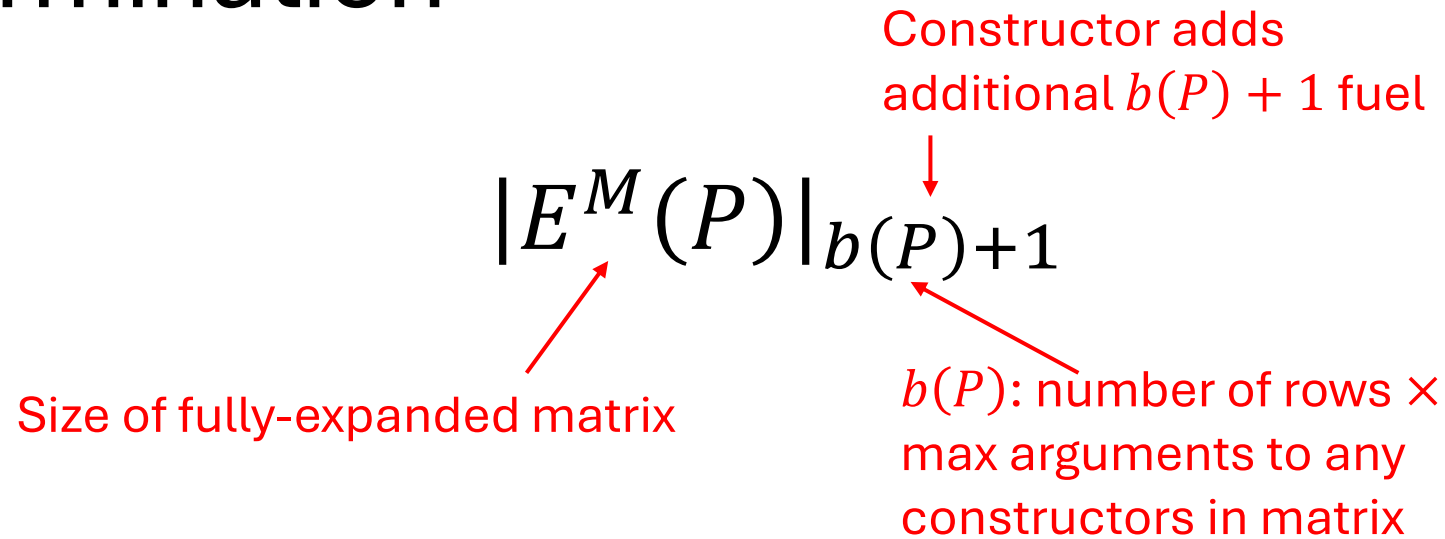 Constructor adds
additional b(P) + 1 fuel
|E^M(P)|_{b(P)+1}
Size of fully-expanded matrix
b(P): number of rows ×
max arguments to any
constructors in matrix